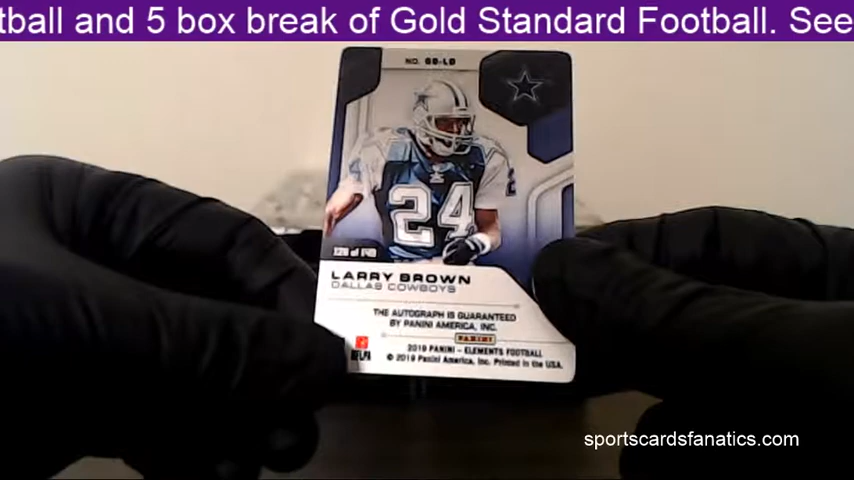 tball and 5 box break of Gold Standard Football. See
NO. GS-LB
24
LARRY BROWN
DALLAS COWBOYS
THE AUTOGRAPH IS GUARANTEED
BY PANINI AMERICA, INC.
PANINI
2019 PANINI - ELEMENTS FOOTBALL
© 2019 Panini America, Inc. Printed in the USA.
NFLPA
sportscardsfanatics.com